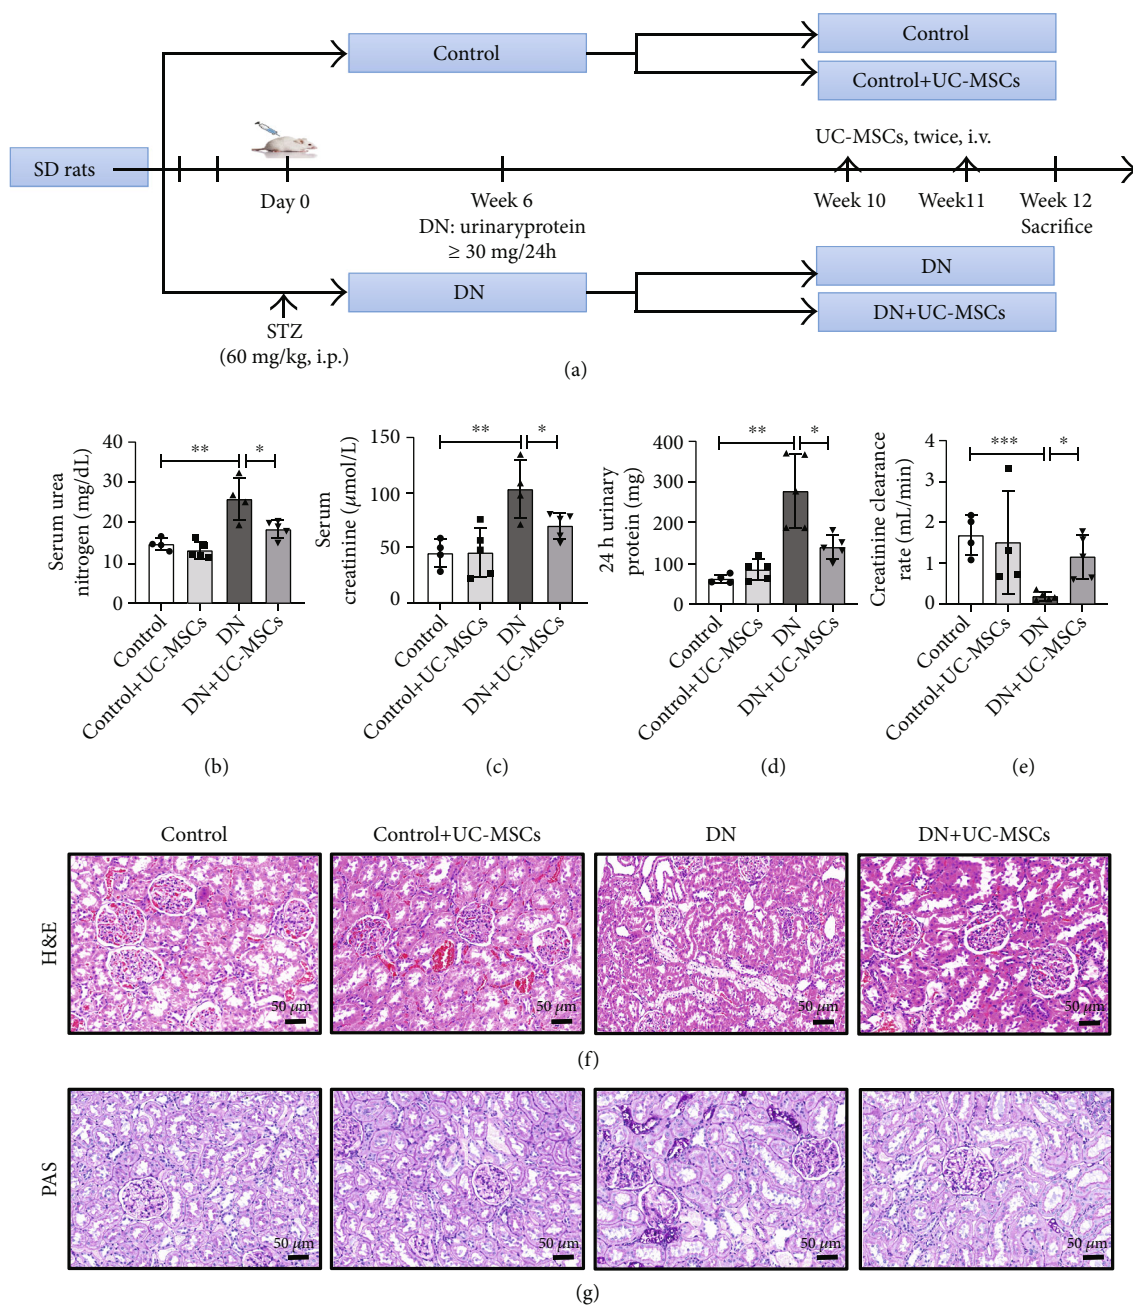 Control
Control
Control+UC-MSCs
UC-MSCs, twice, i.v.
SD rats
Day 0
Week 6
DN: urinaryprotein
≥ 30 mg/24h
Week 10
Week11
Week 12
Sacrifice
DN
DN
DN+UC-MSCs
STZ
(60 mg/kg, i.p.)
(a)
Serum urea
nitrogen (mg/dL)
40
30
20
10
0
**
*
Control
Control+UC-MSCs
DN
DN+UC-MSCs
(b)
Serum
creatinine (μmol/L)
150
100
50
0
**
*
Control
Control+UC-MSCs
DN
DN+UC-MSCs
(c)
24 h urinary
protein (mg)
400
300
200
100
0
**
*
Control
Control+UC-MSCs
DN
DN+UC-MSCs
(d)
Creatinine clearance
rate (mL/min)
4
3
2
1
0
***
*
Control
Control+UC-MSCs
DN
DN+UC-MSCs
(e)
Control
Control+UC-MSCs
DN
DN+UC-MSCs
H&E
50 μm
50 μm
50 μm
50 μm
(f)
PAS
50 μm
50 μm
50 μm
50 μm
(g)